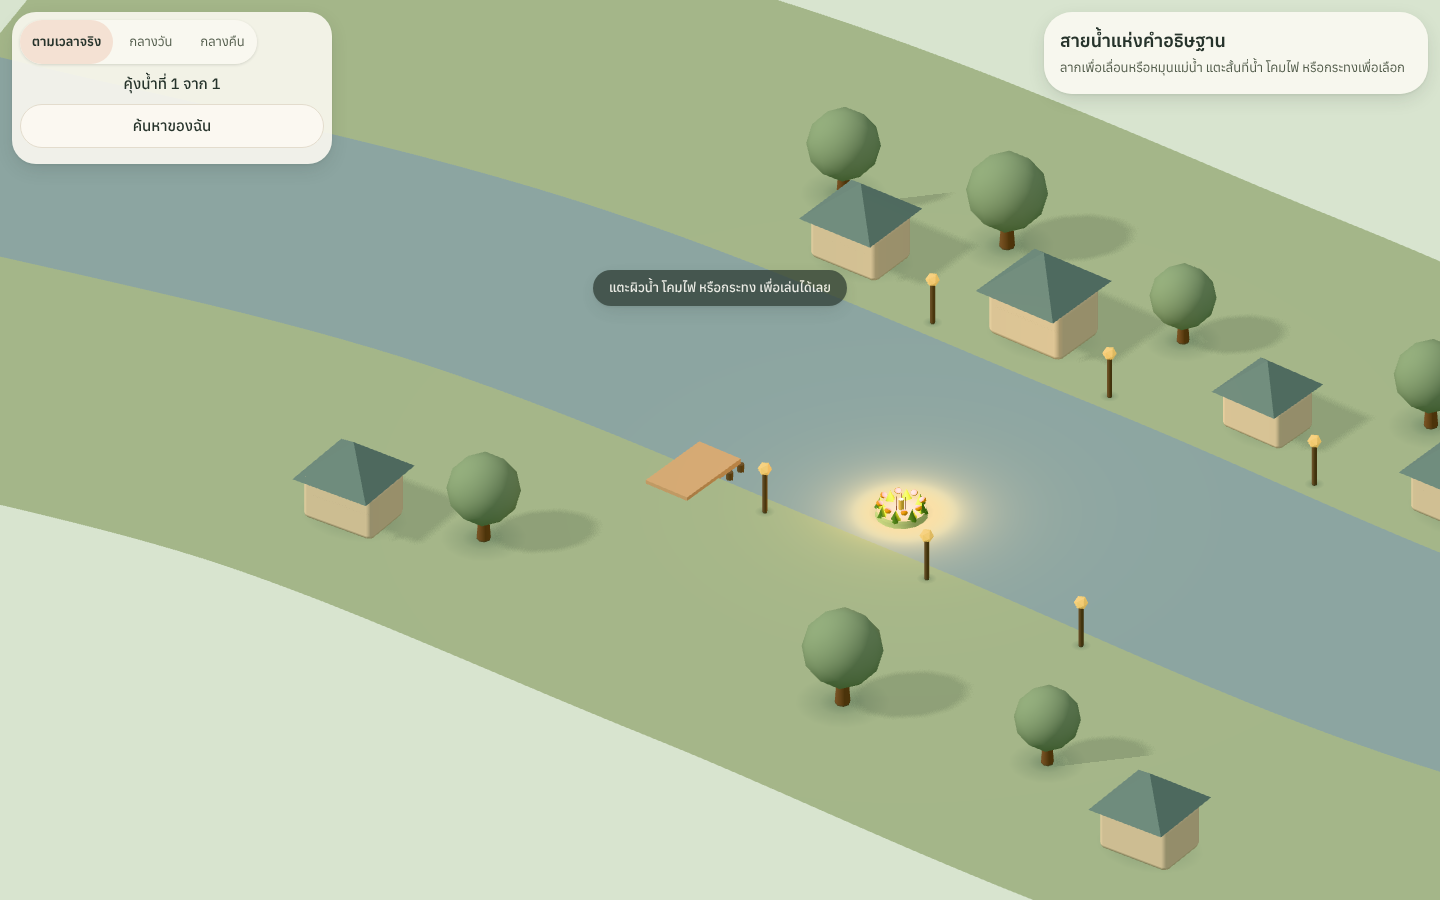 ตามเวลาจริง
กลางวัน
กลางคืน
คุ้งน้ำที่ 1 จาก 1
ค้นหาของฉัน
สายน้ำแห่งคำอธิษฐาน
ลากเพื่อเลื่อนหรือหมุนแม่น้ำ แตะสั้นที่น้ำ โคมไฟ หรือกระทงเพื่อเลือก
แตะผิวน้ำ โคมไฟ หรือกระทง เพื่อเล่นได้เลย